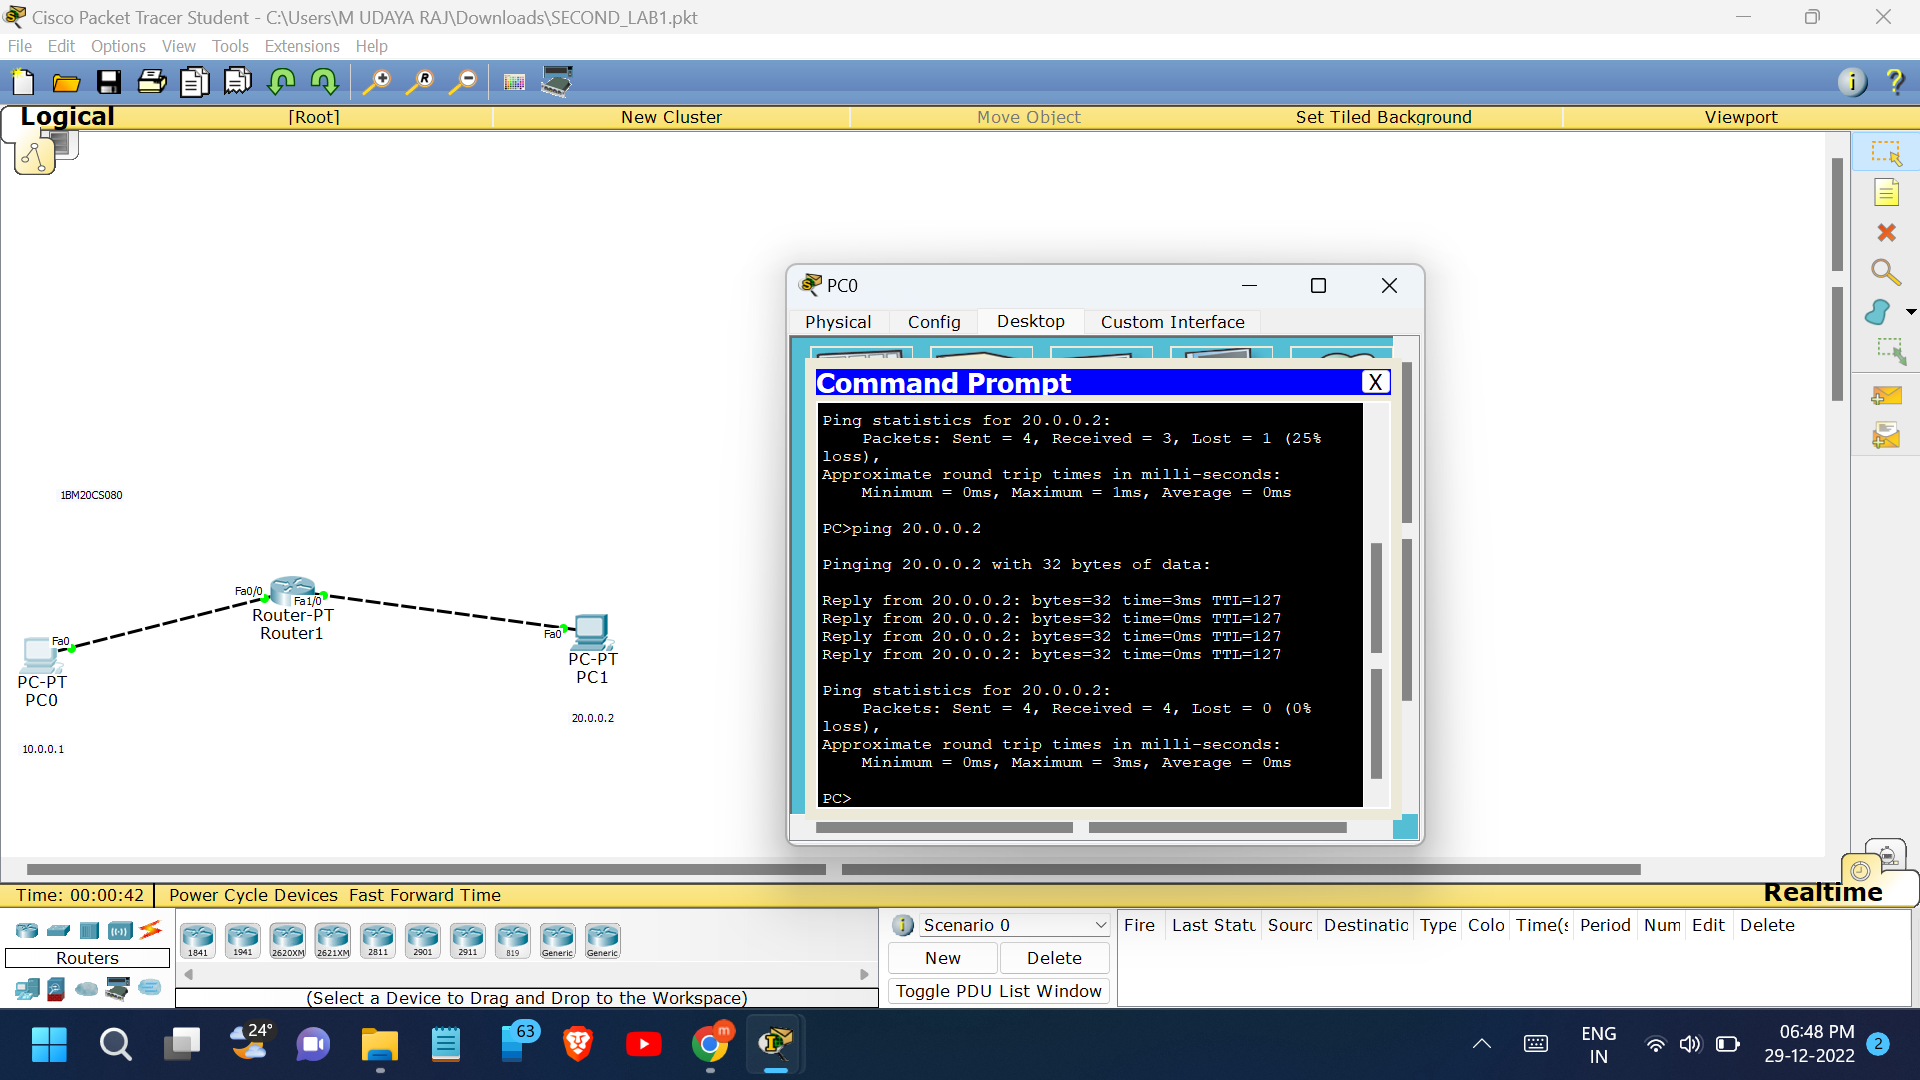 Cisco Packet Tracer Student - C:\Users\M UDAYA RAJ\Downloads\SECOND_LAB1.pkt
File Edit Options View Tools Extensions Help
Logical [Root] New Cluster Move Object Set Tiled Background Viewport
1BM20CS080
Fa0/0
Fa1/0
Router-PT
Router1
Fa0
PC-PT
PC0
10.0.0.1
Fa0
PC-PT
PC1
20.0.0.2
PC0
Physical Config Desktop Custom Interface
Command Prompt X
Ping statistics for 20.0.0.2:
Packets: Sent = 4, Received = 3, Lost = 1 (25%
loss),
Approximate round trip times in milli-seconds:
Minimum = 0ms, Maximum = 1ms, Average = 0ms
PC>ping 20.0.0.2
Pinging 20.0.0.2 with 32 bytes of data:
Reply from 20.0.0.2: bytes=32 time=3ms TTL=127
Reply from 20.0.0.2: bytes=32 time=0ms TTL=127
Reply from 20.0.0.2: bytes=32 time=0ms TTL=127
Reply from 20.0.0.2: bytes=32 time=0ms TTL=127
Ping statistics for 20.0.0.2:
Packets: Sent = 4, Received = 4, Lost = 0 (0%
loss),
Approximate round trip times in milli-seconds:
Minimum = 0ms, Maximum = 3ms, Average = 0ms
PC>
Time: 00:00:42 Power Cycle Devices Fast Forward Time Realtime
Routers
1841 1941 2620XM 2621XM 2811 2901 2911 819 Generic Generic
(Select a Device to Drag and Drop to the Workspace)
Scenario 0
New Delete
Toggle PDU List Window
Fire Last Statu Sourc Destinatio Type Colo Time(s Period Num Edit Delete
24° 63 m
ENG
IN
06:48 PM
29-12-2022
2